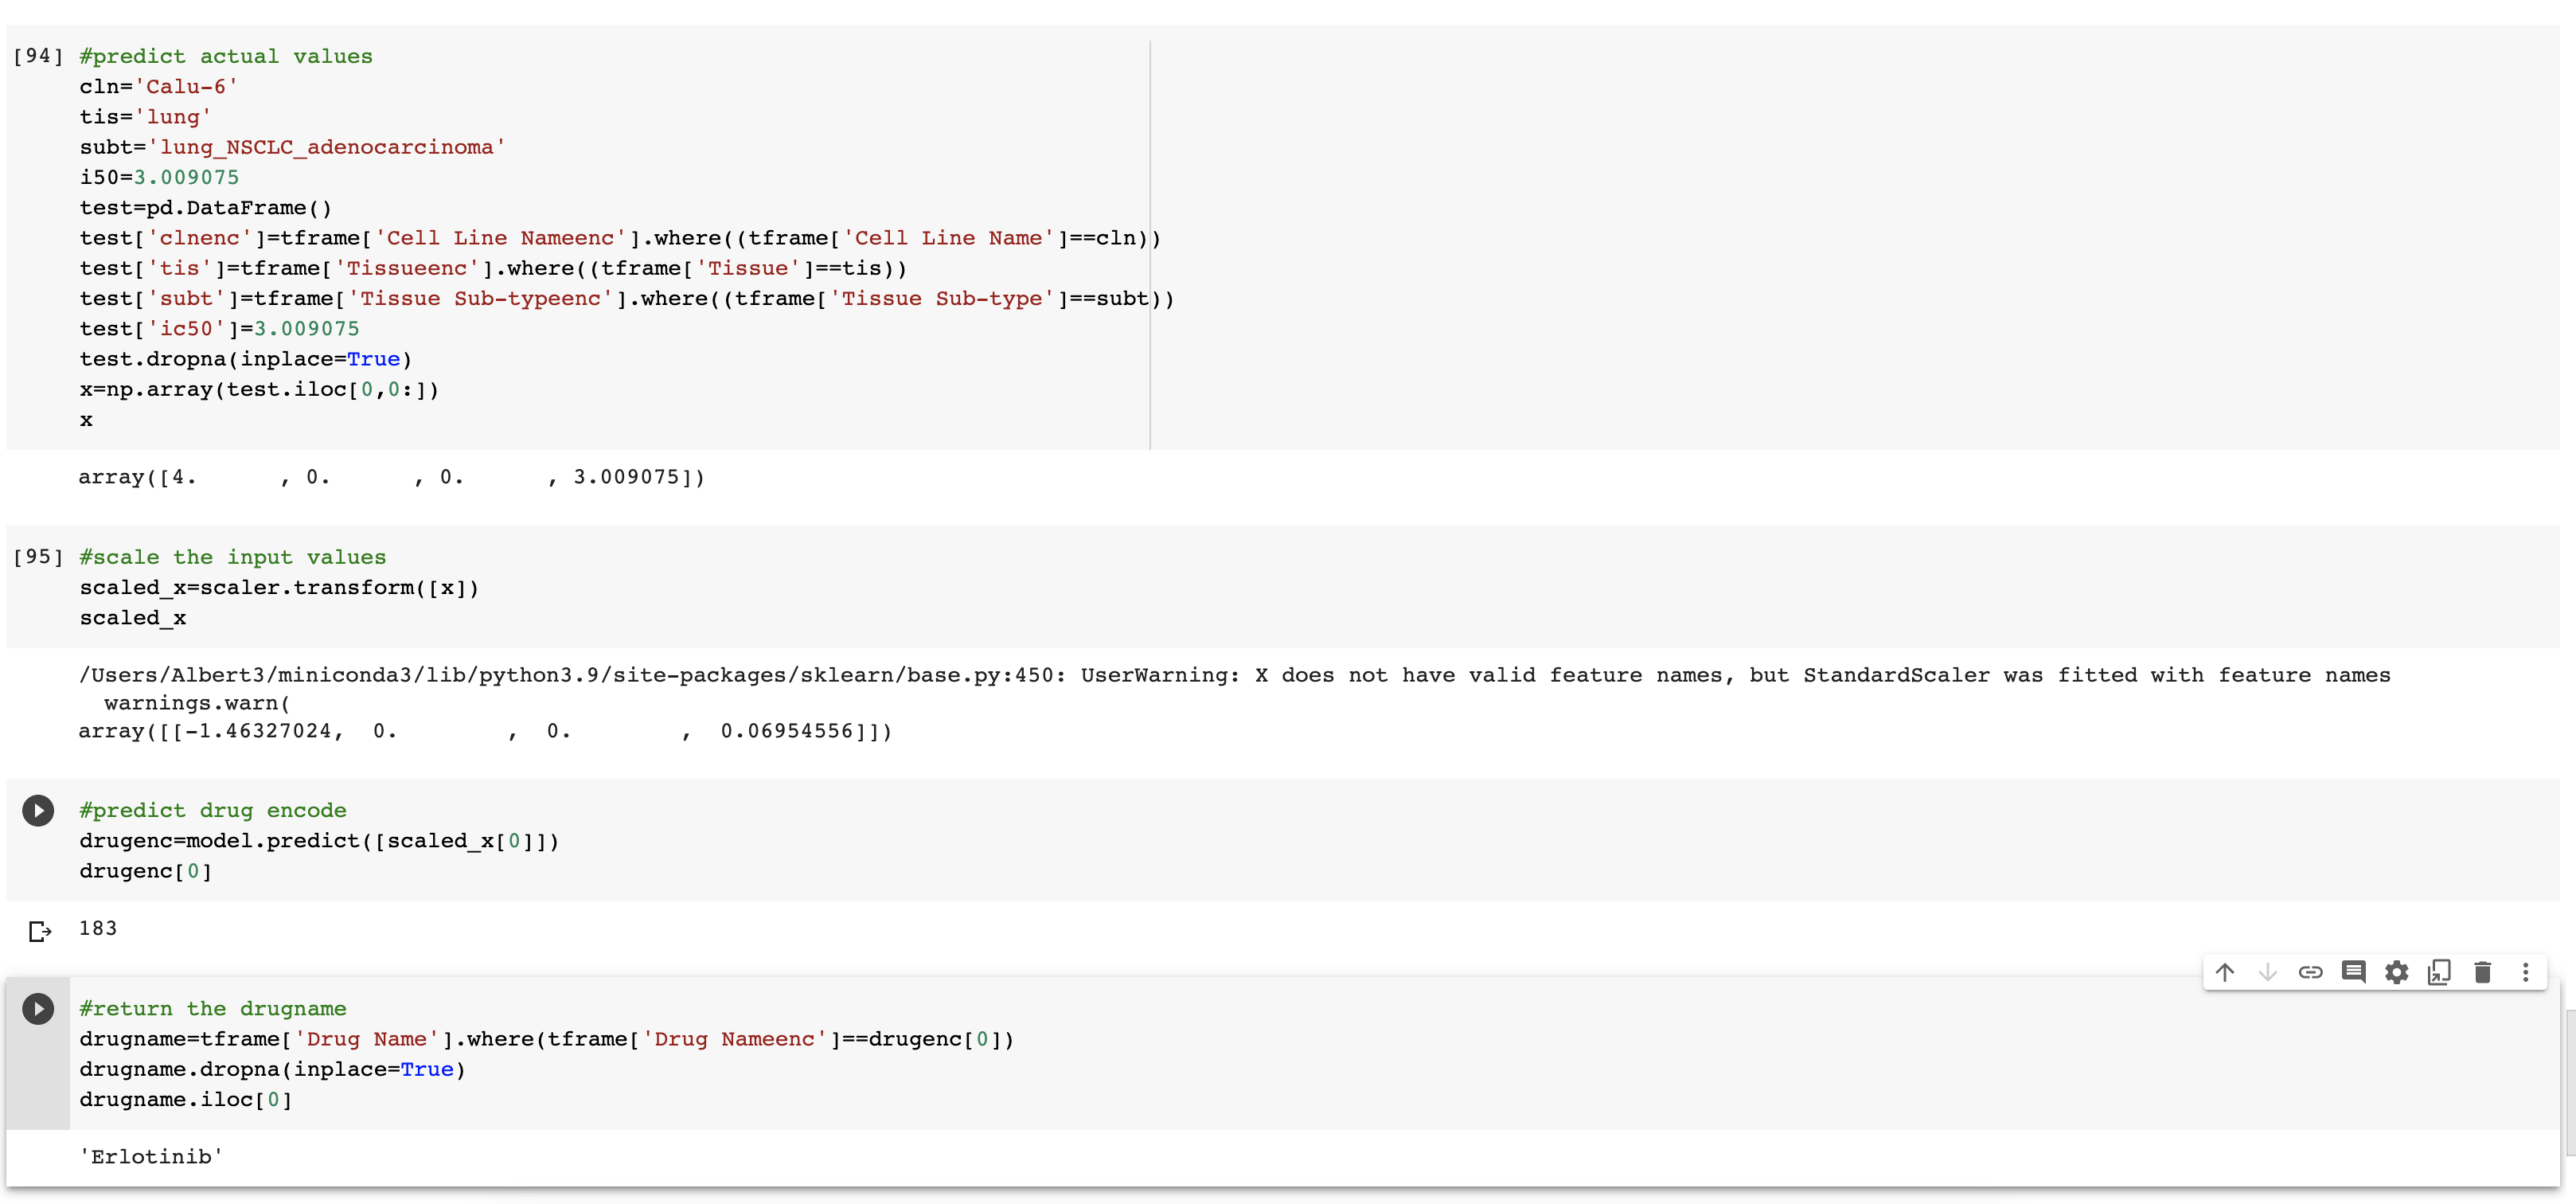 [94] #predict actual values
cln='Calu-6'
tis='lung'
subt='lung_NSCLC_adenocarcinoma'
i50=3.009075
test=pd.DataFrame()
test['clnenc']=tframe['Cell Line Nameenc'].where((tframe['Cell Line Name']==cln))
test['tis']=tframe['Tissueenc'].where((tframe['Tissue']==tis))
test['subt']=tframe['Tissue Sub-typeenc'].where((tframe['Tissue Sub-type']==subt))
test['ic50']=3.009075
test.dropna(inplace=True)
x=np.array(test.iloc[0,0:])
x
array([4.      , 0.      , 0.      , 3.009075])
[95] #scale the input values
scaled_x=scaler.transform([x])
scaled_x
/Users/Albert3/miniconda3/lib/python3.9/site-packages/sklearn/base.py:450: UserWarning: X does not have valid feature names, but StandardScaler was fitted with feature names
  warnings.warn(
array([[-1.46327024,  0.        ,  0.        ,  0.06954556]])
#predict drug encode
drugenc=model.predict([scaled_x[0]])
drugenc[0]
183
#return the drugname
drugname=tframe['Drug Name'].where(tframe['Drug Nameenc']==drugenc[0])
drugname.dropna(inplace=True)
drugname.iloc[0]
'Erlotinib'